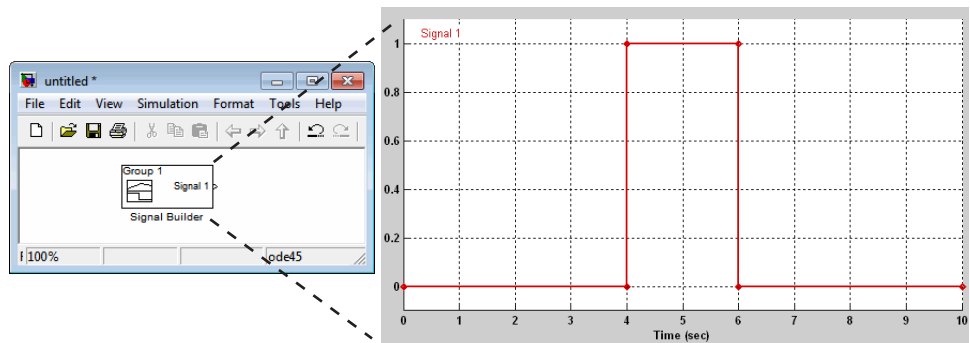 untitled *
File Edit View Simulation Format Tools Help
Group 1
Signal 1
Signal Builder
100%
ode45
Signal 1
1
0.8
0.6
0.4
0.2
0
0 1 2 3 4 5 6 7 8 9 10
Time (sec)